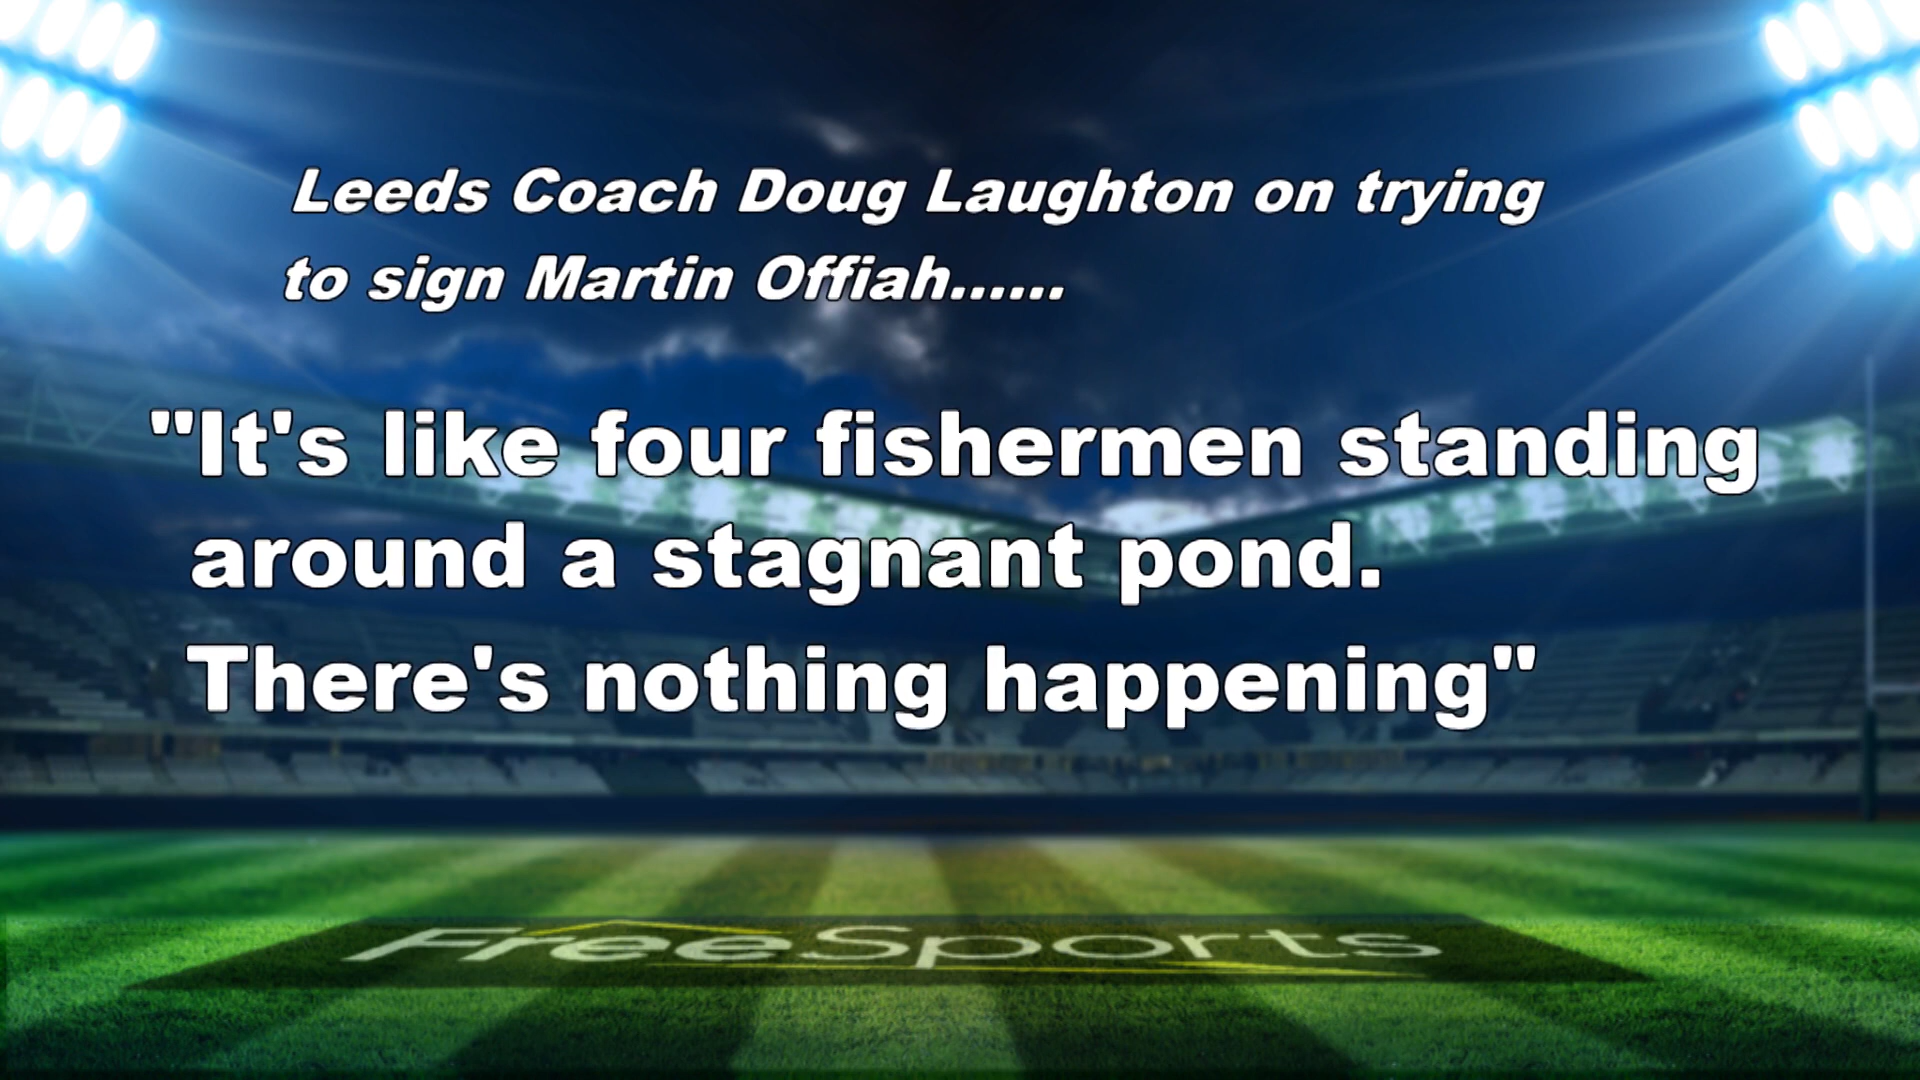 Leeds Coach Doug Laughton on trying
to sign Martin Offiah......
"It's like four fishermen standing
around a stagnant pond.
There's nothing happening"
FreeSports